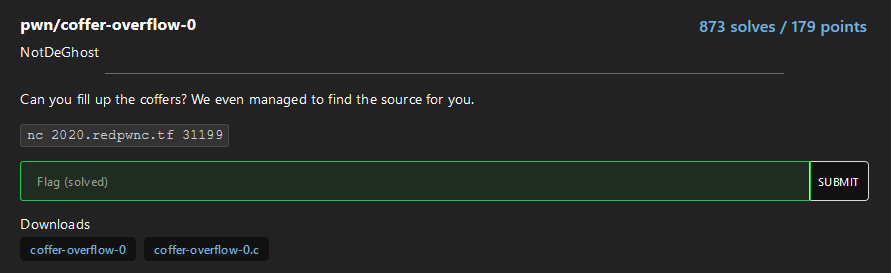 pwn/coffer-overflow-0
873 solves / 179 points
NotDeGhost
Can you fill up the coffers? We even managed to find the source for you.
nc 2020.redpwnc.tf 31199
Flag (solved)
SUBMIT
Downloads
coffer-overflow-0
coffer-overflow-0.c